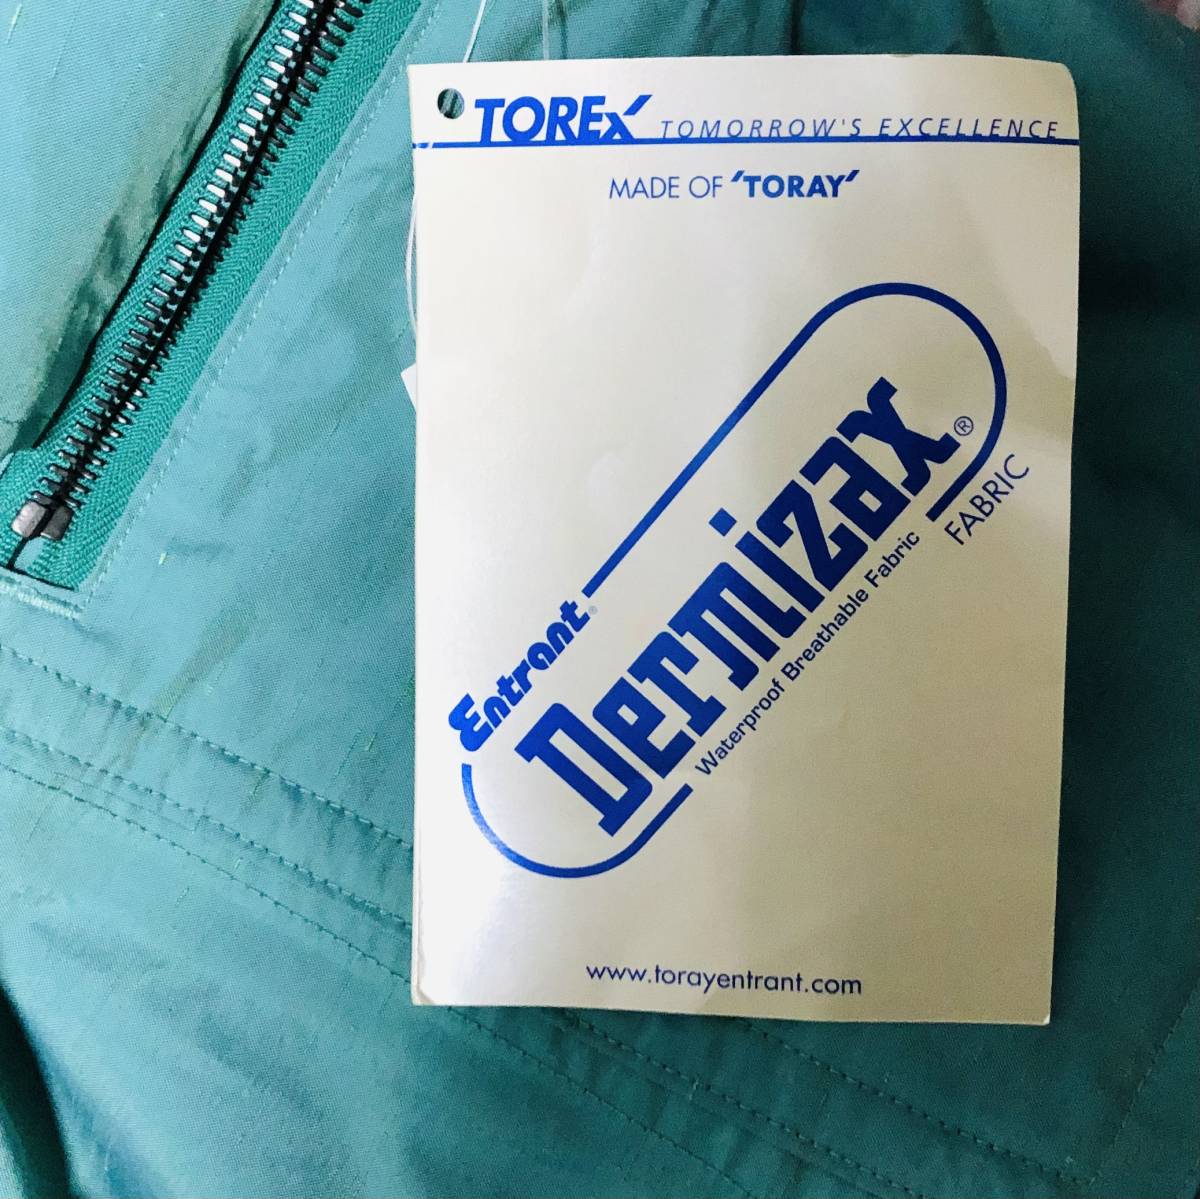 TOREX TOMORROW'S EXCELLENCE
MADE OF 'TORAY'
Entrant®
Dermizax®
Waterproof Breathable Fabric
FABRIC
www.torayentrant.com